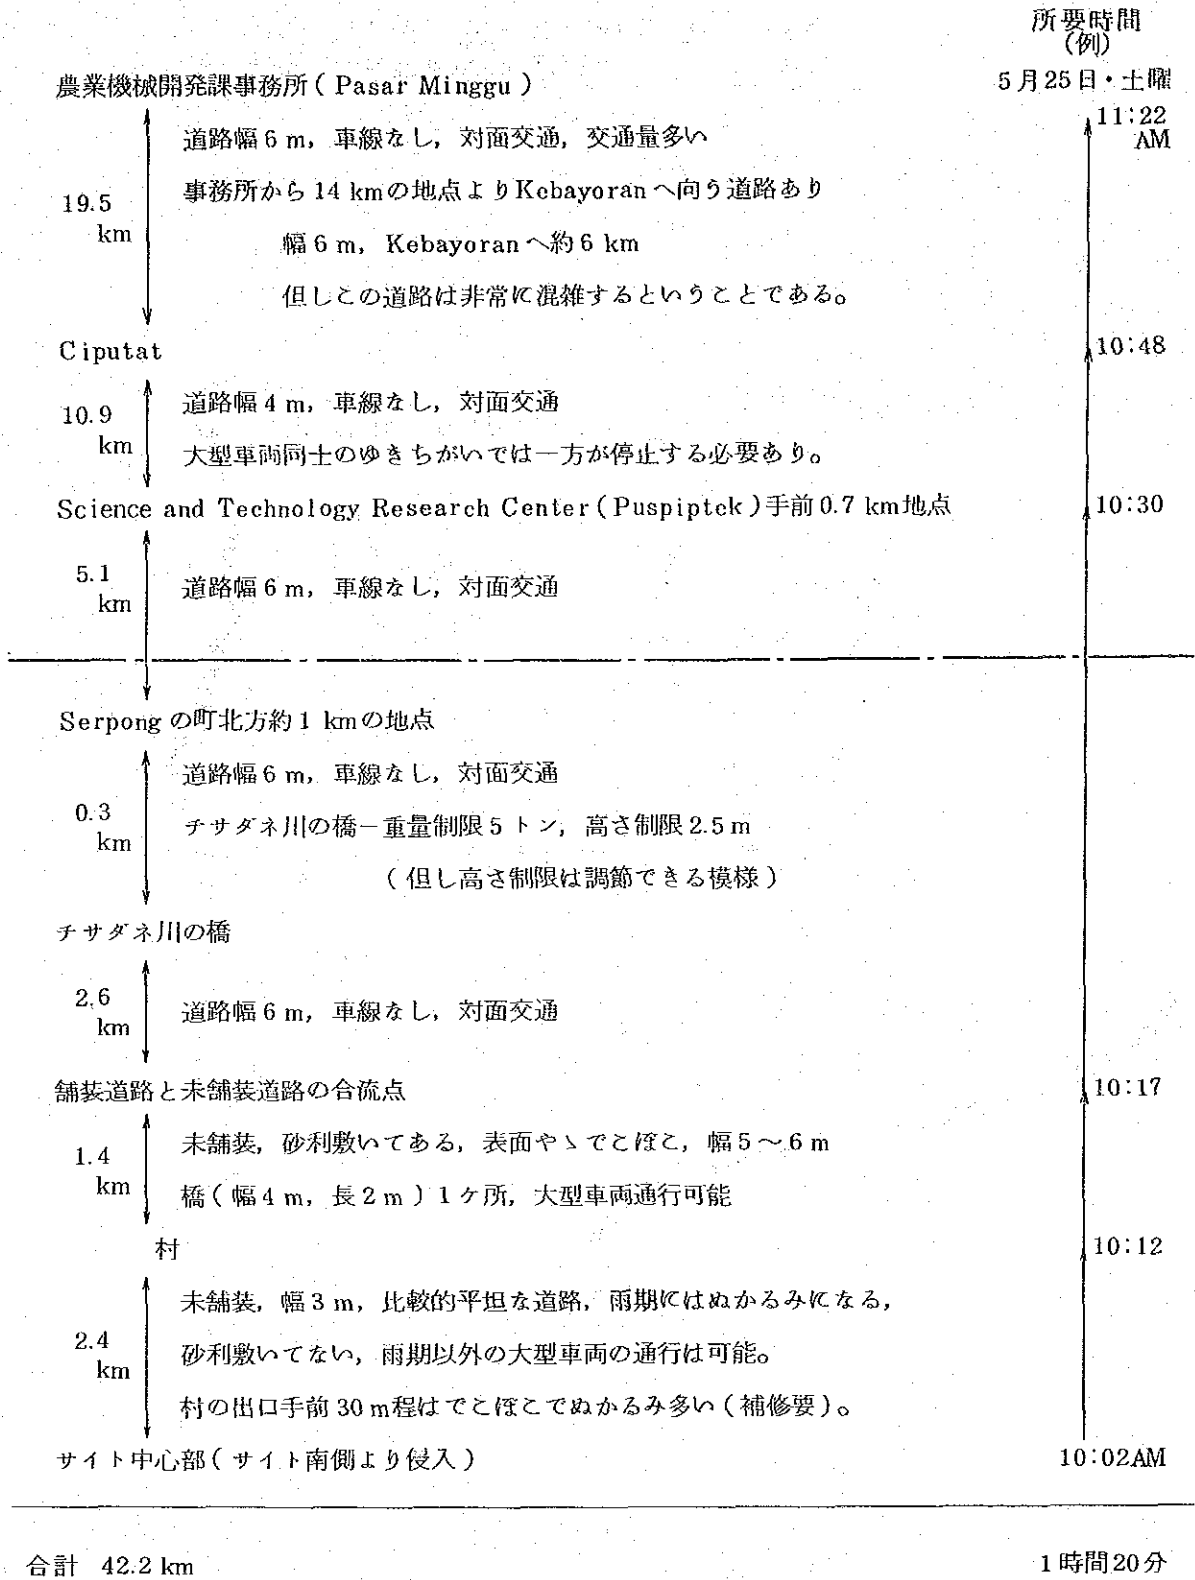 所要時間
(例)
農業機械開発課事務所(Pasar Minggu)
5月25日・土曜
11:22
AM
道路幅6m, 車線なし, 対面交通, 交通量多い
19.5
km
事務所から14kmの地点よりKebayoranへ向う道路あり
幅6m, Kebayoranへ約6km
但しこの道路は非常に混雑するということである。
Ciputat
10:48
10.9
km
道路幅4m, 車線なし, 対面交通
大型車両同士のゆきちがいでは一方が停止する必要あり。
Science and Technology Research Center(Puspiptek)手前0.7km地点
10:30
5.1
km
道路幅6m, 車線なし, 対面交通
Serpongの町北方約1kmの地点
道路幅6m, 車線なし, 対面交通
0.3
km
チサダネ川の橋－重量制限5トン, 高さ制限2.5m
(但し高さ制限は調節できる模様)
チサダネ川の橋
2.6
km
道路幅6m, 車線なし, 対面交通
舗装道路と未舗装道路の合流点
10:17
1.4
km
未舗装, 砂利敷いてある, 表面やゝでこぼこ, 幅5～6m
橋(幅4m, 長2m)1ケ所, 大型車両通行可能
村
10:12
未舗装, 幅3m, 比較的平坦な道路, 雨期にはぬかるみになる,
2.4
km
砂利敷いてない, 雨期以外の大型車両の通行は可能。
村の出口手前30m程はでこぼこでぬかるみ多い(補修要)。
サイト中心部(サイト南側より侵入)
10:02AM
合計 42.2km
1時間20分